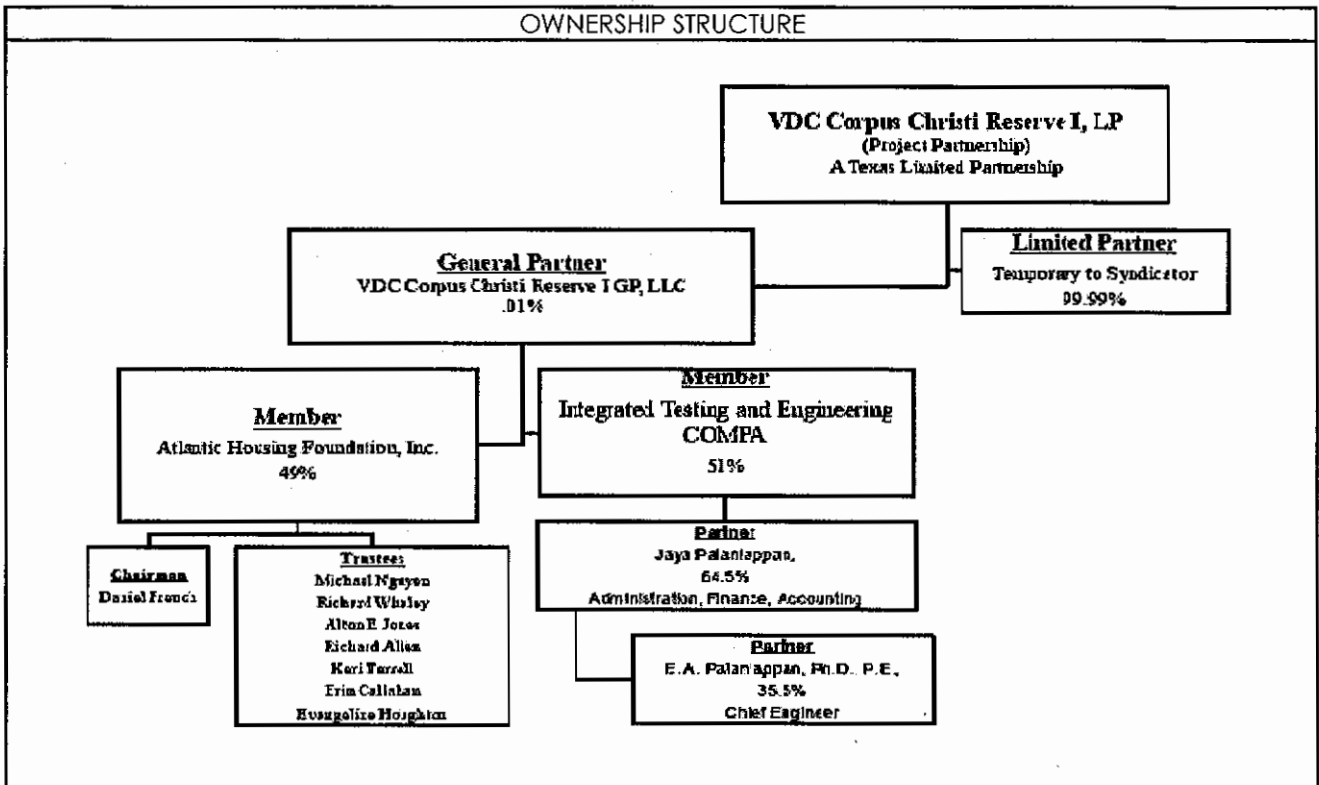 OWNERSHIP STRUCTURE
VDC Corpus Christi Reserve I, LP
(Project Partnership)
A Texas Limited Partnership
General Partner
VDC Corpus Christi Reserve I GP, LLC
.01%
Limited Partner
Temporary to Syndicator
99.99%
Member
Atlantic Housing Foundation, Inc.
49%
Member
Integrated Testing and Engineering
COMPA
51%
Chairman
Daniel French
Trustees
Michael Nguyen
Richard Whaley
Alton E Jones
Richard Allen
Kari Terrell
Erin Callahan
Houghton
Partner
Jaya Palaniappan,
64.5%
Administration, Finance, Accounting
Partner
E.A. Palaniappan, Ph.D., P.E.,
35.5%
Chief Engineer